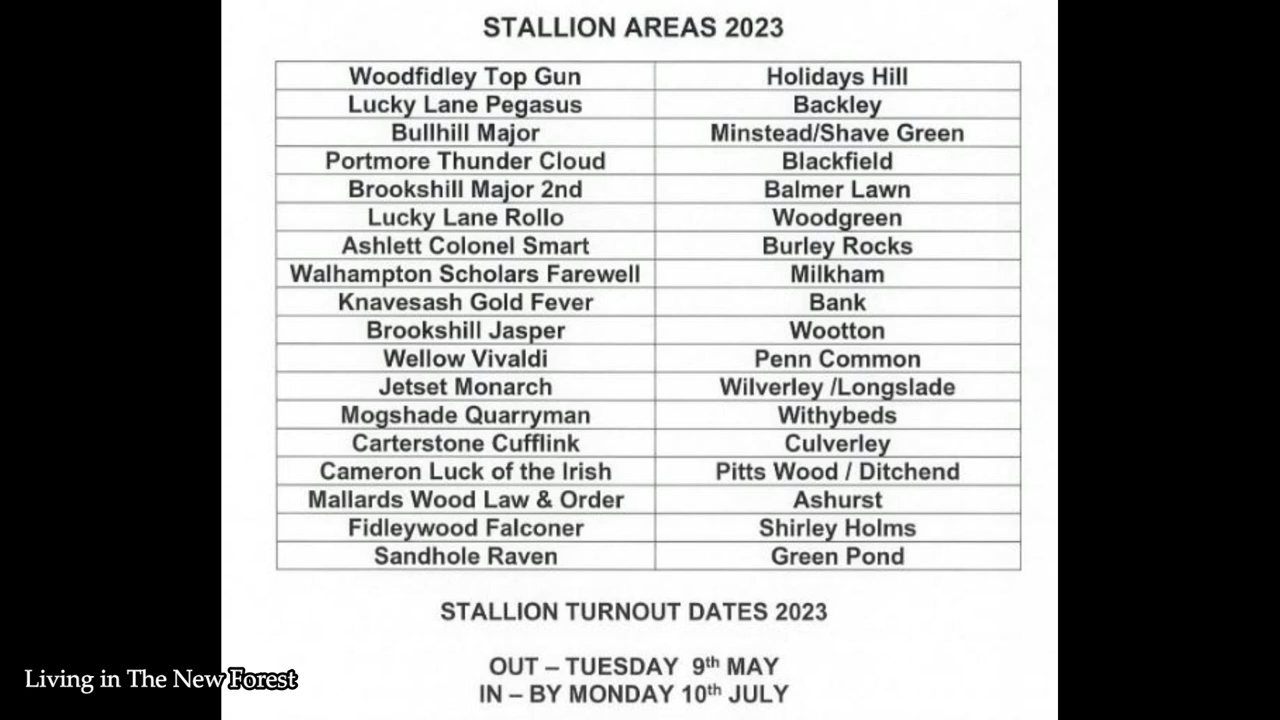 STALLION AREAS 2023
Woodfidley Top Gun Holidays Hill
Lucky Lane Pegasus Backley
Bullhill Major Minstead/Shave Green
Portmore Thunder Cloud Blackfield
Brookshill Major 2nd Balmer Lawn
Lucky Lane Rollo Woodgreen
Ashlett Colonel Smart Burley Rocks
Walhampton Scholars Farewell Milkham
Knavesash Gold Fever Bank
Brookshill Jasper Wootton
Wellow Vivaldi Penn Common
Jetset Monarch Wilverley /Longslade
Mogshade Quarryman Withybeds
Carterstone Cufflink Culverley
Cameron Luck of the Irish Pitts Wood / Ditchend
Mallards Wood Law & Order Ashurst
Fidleywood Falconer Shirley Holms
Sandhole Raven Green Pond
STALLION TURNOUT DATES 2023
OUT – TUESDAY 9th MAY
IN – BY MONDAY 10th JULY
Living in The New Forest